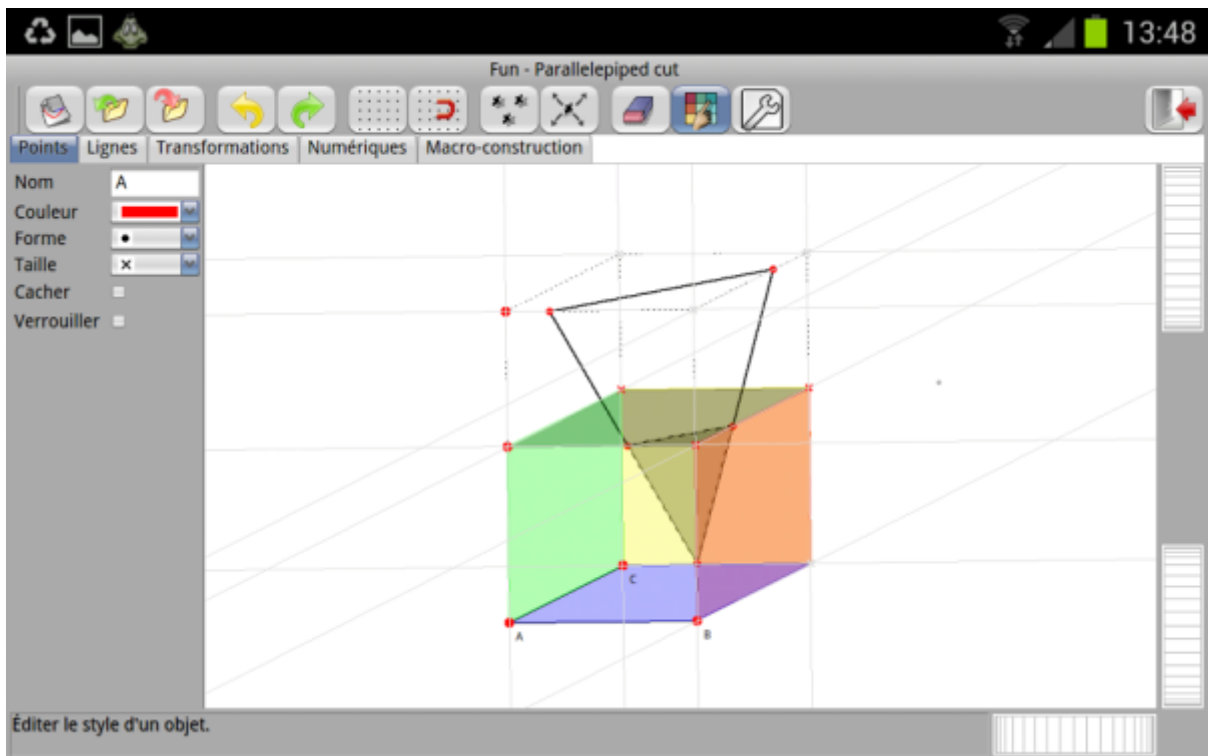 13:48
Fun - Parallelepiped cut
Points Lignes Transformations Numériques Macro-construction
Nom A
Couleur
Forme
Taille
Cacher
Verrouiller
C
A B
Éditer le style d'un objet.